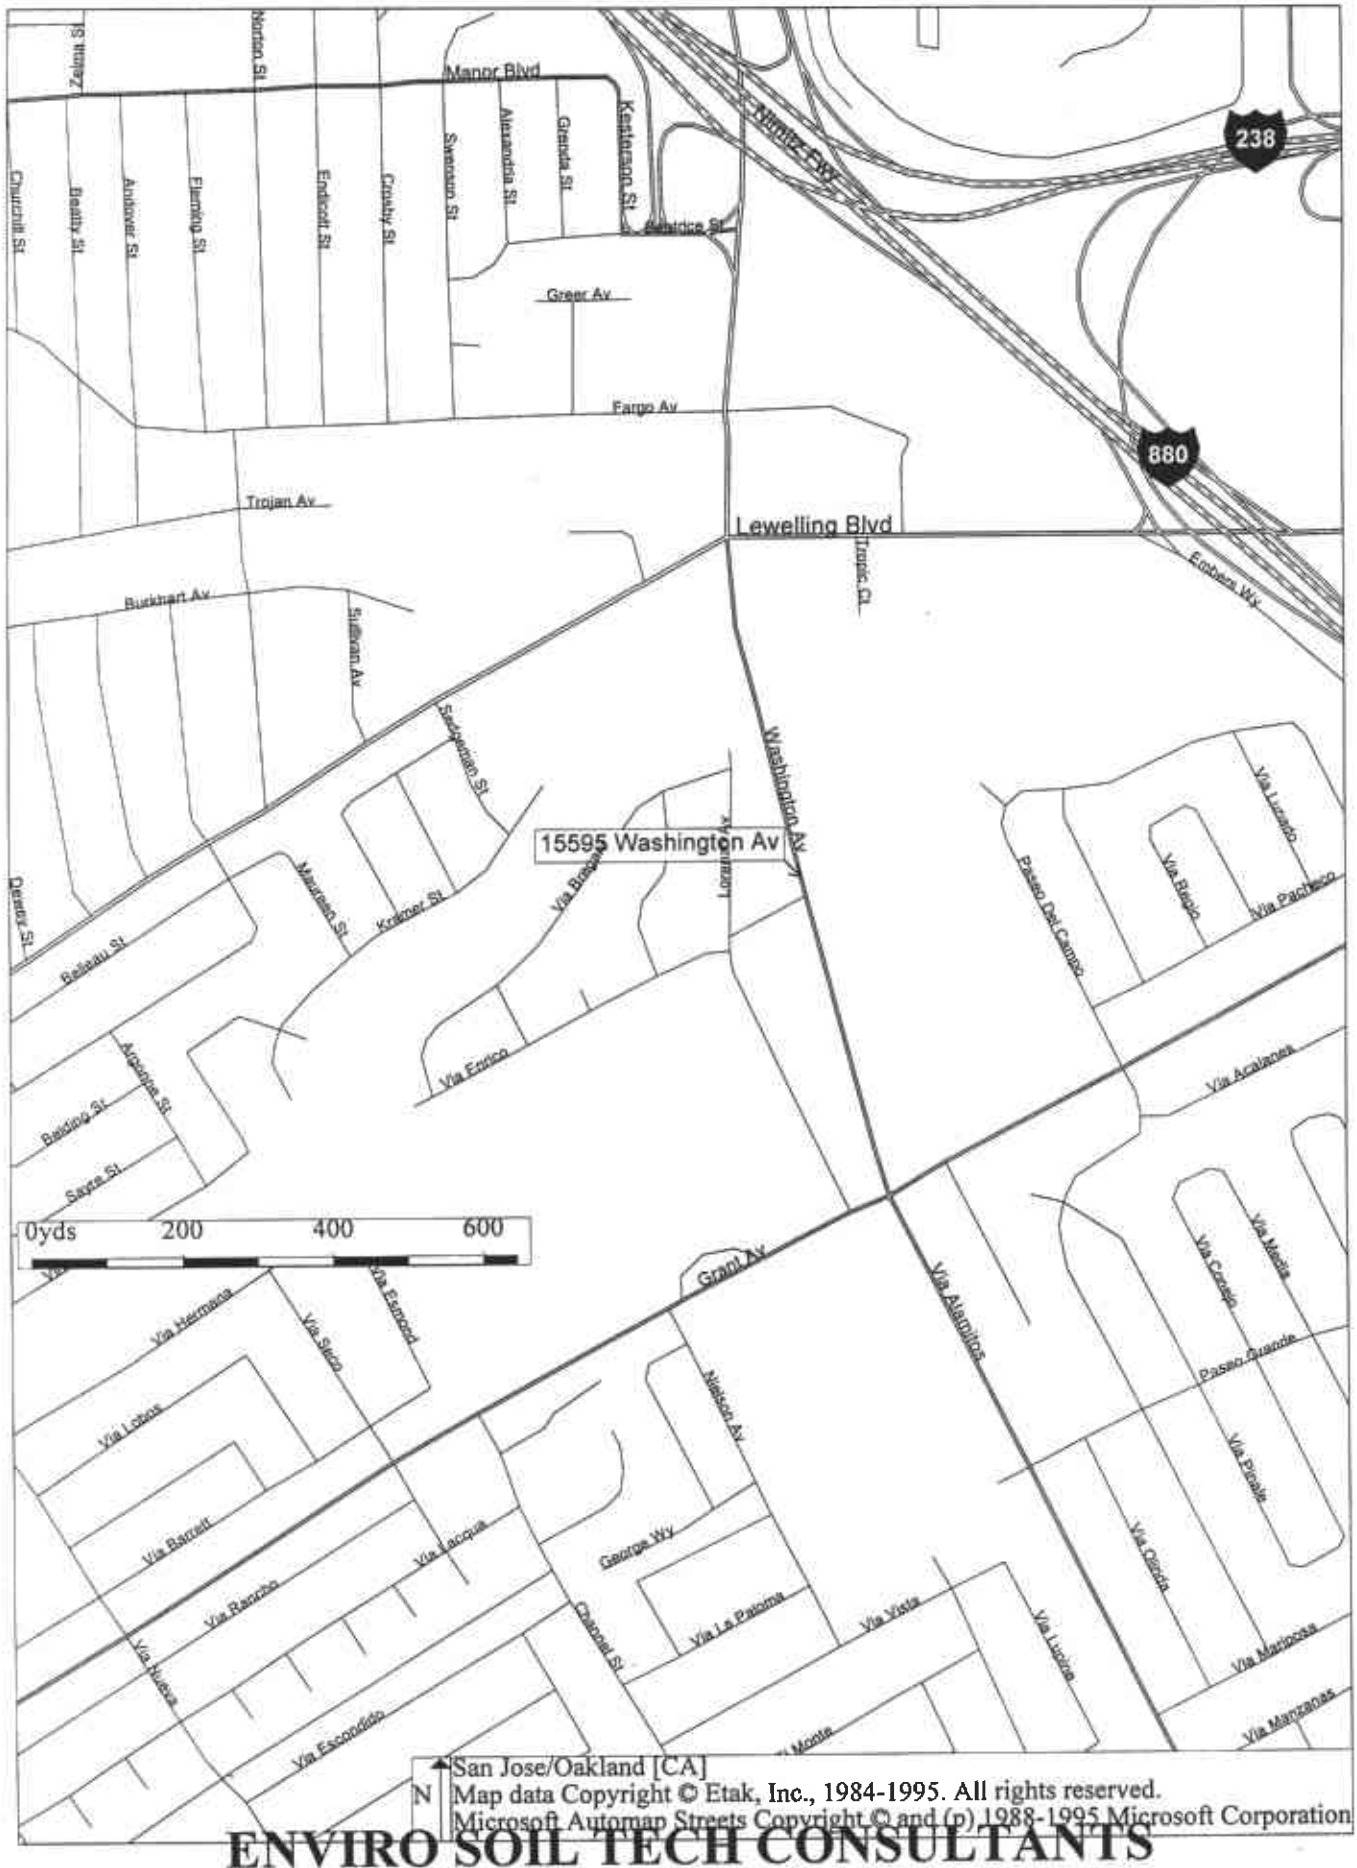 Zelma St
Norton St
Manor Blvd
Kesterson St
Nimitz Fwy
238
Alexandria St
Grenda St
Swenson St
Churchill St
Beatty St
Andover St
Fleming St
Endicott St
Crosby St
Beatrice St
Greer Av
Fargo Av
880
Trojan Av
Lewelling Blvd
Tropic Ct
Embers Wy
Burkhart Av
Sullivan Av
Sedgeman St
Washington Av
15595 Washington Av
Via Lunado
Via Regio
Via Pacheco
Paseo Del Campo
Dewey St
Maureen St
Kramer St
Belleau St
Via Enrico
Argonne St
Via Acalanes
Belding St
Sayre St
0yds 200 400 600
Grant Av
Via Alamitos
Via Conejo
Via Media
Via Hermana
Via Seco
Via Esmond
Paseo Grande
Nielson Av
Via Lobos
Via Pinale
Via Barrett
Via Lacqua
George Wy
Via Olinda
Via Rancho
Channel St
Via La Paloma
Via Vista
Via Lupine
Via Mariposa
Via Nueva
Via Escondido
Via Manzanas
El Monte
San Jose/Oakland [CA]
N Map data Copyright © Etak, Inc., 1984-1995. All rights reserved.
Microsoft Automap Streets Copyright © and (p) 1988-1995 Microsoft Corporation
ENVIRO SOIL TECH CONSULTANTS